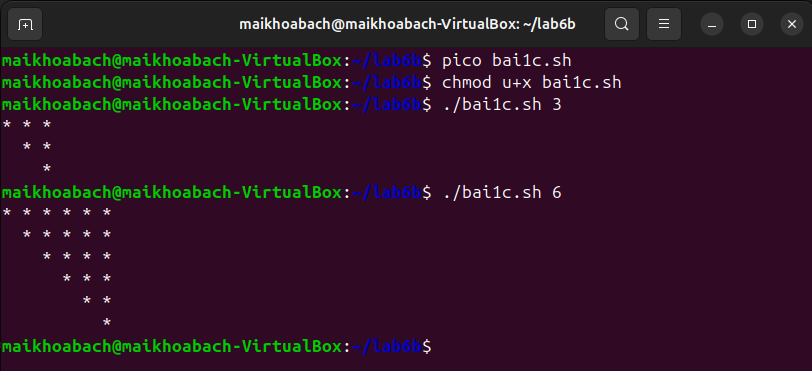 maikhoabach@maikhoabach-VirtualBox: ~/lab6b
maikhoabach@maikhoabach-VirtualBox:~/lab6b$ pico bai1c.sh
maikhoabach@maikhoabach-VirtualBox:~/lab6b$ chmod u+x bai1c.sh
maikhoabach@maikhoabach-VirtualBox:~/lab6b$ ./bai1c.sh 3
* * *
  * *
    *
maikhoabach@maikhoabach-VirtualBox:~/lab6b$ ./bai1c.sh 6
* * * * * *
  * * * * *
    * * * *
      * * *
        * *
          *
maikhoabach@maikhoabach-VirtualBox:~/lab6b$